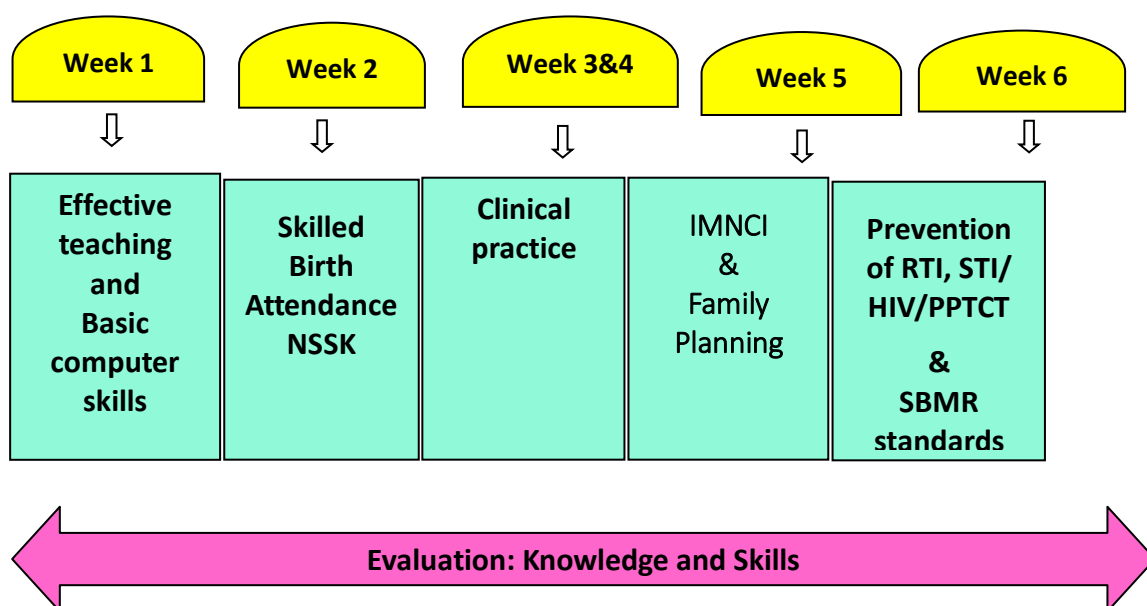 Week 1
Week 2
Week 3&4
Week 5
Week 6
Effective
teaching
and
Basic
computer
skills
Skilled
Birth
Attendance
NSSK
Clinical
practice
IMNCI
&
Family
Planning
Prevention
of RTI, STI/
HIV/PPTCT
&
SBMR
standards
Evaluation: Knowledge and Skills